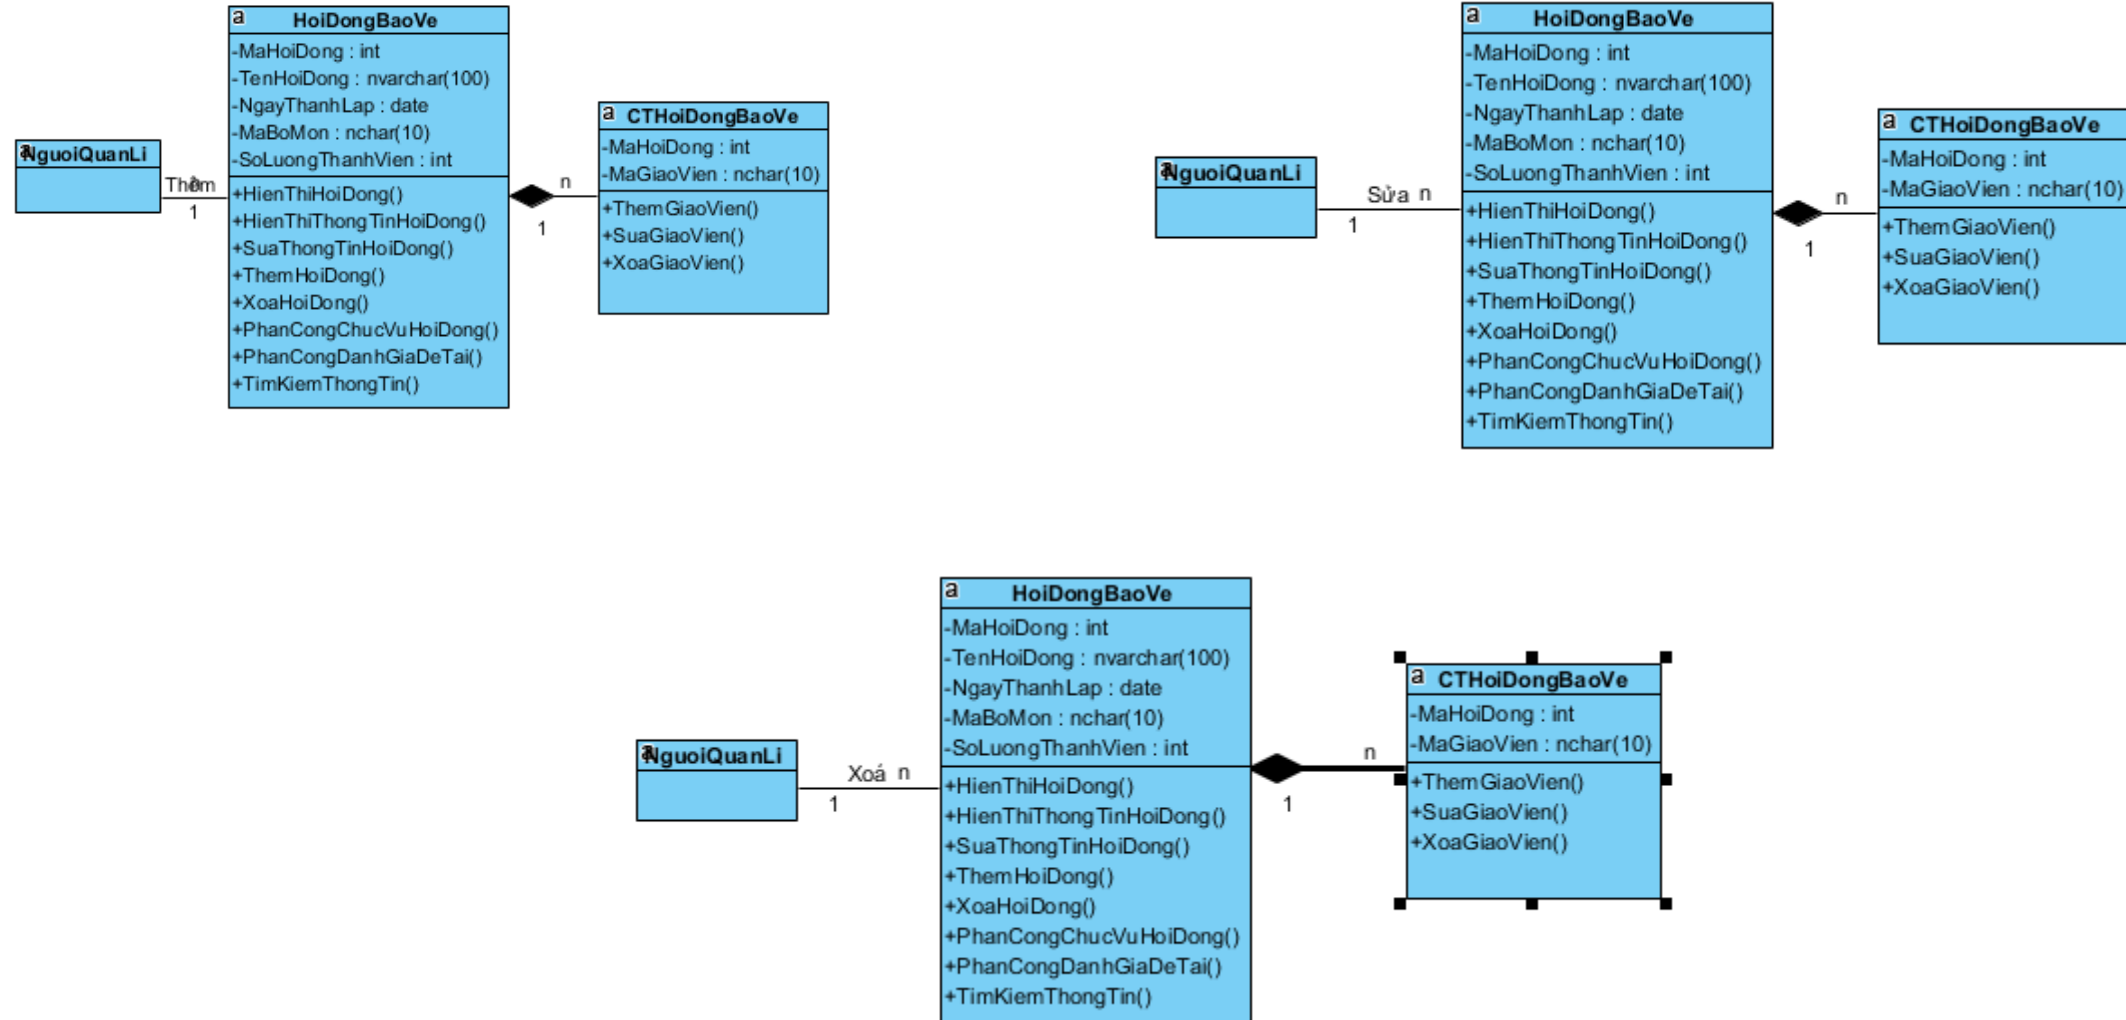 a HoiDongBaoVe
-MaHoiDong : int
-TenHoiDong : nvarchar(100)
-NgayThanhLap : date
-MaBoMon : nchar(10)
-SoLuongThanhVien : int
+HienThiHoiDong()
+HienThiThongTinHoiDong()
+SuaThongTinHoiDong()
+ThemHoiDong()
+XoaHoiDong()
+PhanCongChucVuHoiDong()
+PhanCongDanhGiaDeTai()
+TimKiemThongTin()
NguoiQuanLi
Thêm n
1
n
1
a CTHoiDongBaoVe
-MaHoiDong : int
-MaGiaoVien : nchar(10)
+ThemGiaoVien()
+SuaGiaoVien()
+XoaGiaoVien()
a HoiDongBaoVe
-MaHoiDong : int
-TenHoiDong : nvarchar(100)
-NgayThanhLap : date
-MaBoMon : nchar(10)
-SoLuongThanhVien : int
+HienThiHoiDong()
+HienThiThongTinHoiDong()
+SuaThongTinHoiDong()
+ThemHoiDong()
+XoaHoiDong()
+PhanCongChucVuHoiDong()
+PhanCongDanhGiaDeTai()
+TimKiemThongTin()
NguoiQuanLi
Sửa n
1
n
1
a CTHoiDongBaoVe
-MaHoiDong : int
-MaGiaoVien : nchar(10)
+ThemGiaoVien()
+SuaGiaoVien()
+XoaGiaoVien()
a HoiDongBaoVe
-MaHoiDong : int
-TenHoiDong : nvarchar(100)
-NgayThanhLap : date
-MaBoMon : nchar(10)
-SoLuongThanhVien : int
+HienThiHoiDong()
+HienThiThongTinHoiDong()
+SuaThongTinHoiDong()
+ThemHoiDong()
+XoaHoiDong()
+PhanCongChucVuHoiDong()
+PhanCongDanhGiaDeTai()
+TimKiemThongTin()
NguoiQuanLi
Xoá n
1
n
1
a CTHoiDongBaoVe
-MaHoiDong : int
-MaGiaoVien : nchar(10)
+ThemGiaoVien()
+SuaGiaoVien()
+XoaGiaoVien()